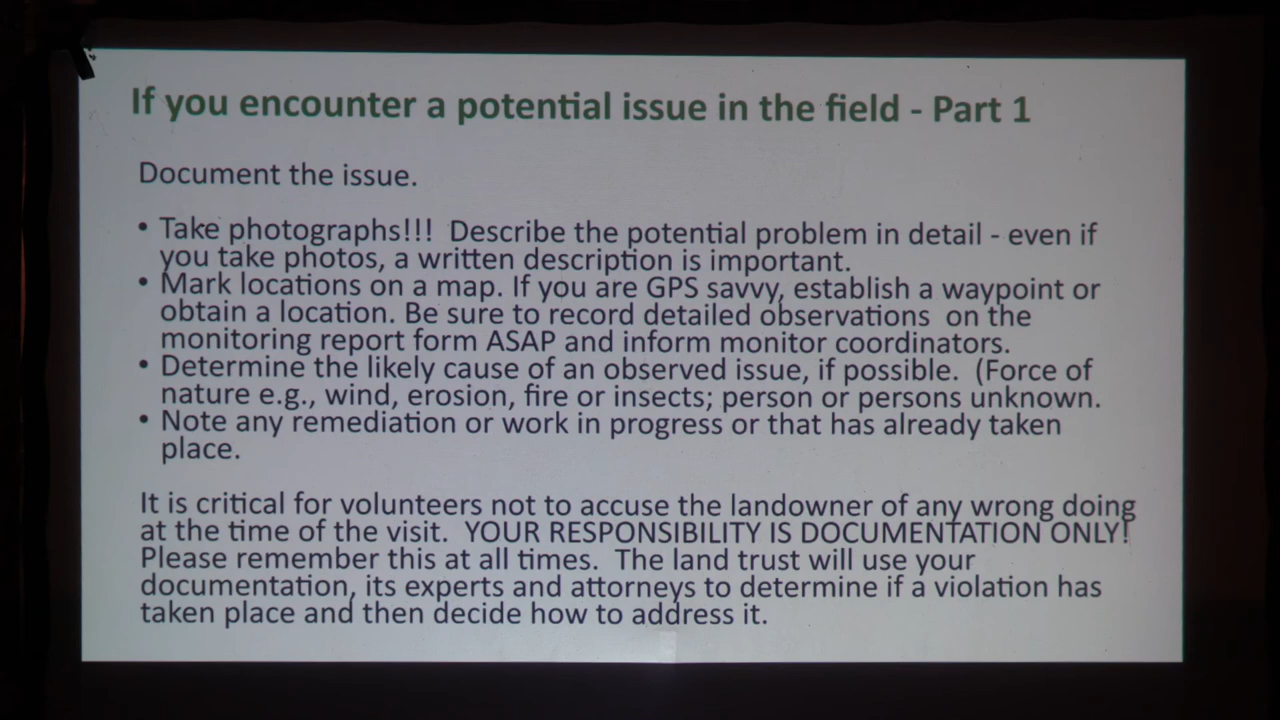 If you encounter a potential issue in the field - Part 1
Document the issue.
• Take photographs!!!  Describe the potential problem in detail - even if
you take photos, a written description is important.
• Mark locations on a map. If you are GPS savvy, establish a waypoint or
obtain a location. Be sure to record detailed observations  on the
monitoring report form ASAP and inform monitor coordinators.
• Determine the likely cause of an observed issue, if possible.  (Force of
nature e.g., wind, erosion, fire or insects; person or persons unknown.
• Note any remediation or work in progress or that has already taken
place.
It is critical for volunteers not to accuse the landowner of any wrong doing
at the time of the visit.  YOUR RESPONSIBILITY IS DOCUMENTATION ONLY!
Please remember this at all times.  The land trust will use your
documentation, its experts and attorneys to determine if a violation has
taken place and then decide how to address it.